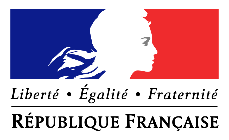 Liberté • Égalité • Fraternité
RÉPUBLIQUE FRANÇAISE